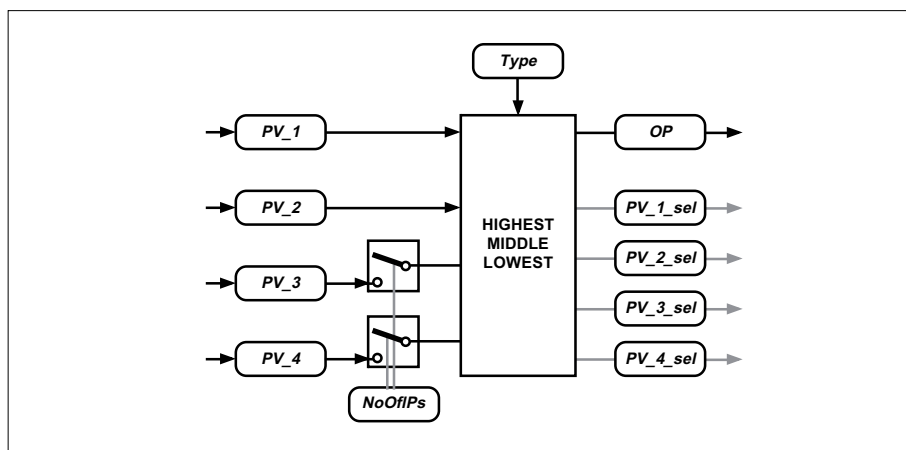 Type
PV_1
OP
PV_2
PV_1_sel
HIGHEST
MIDDLE
LOWEST
PV_2_sel
PV_3
PV_3_sel
PV_4
PV_4_sel
NoOfIPs